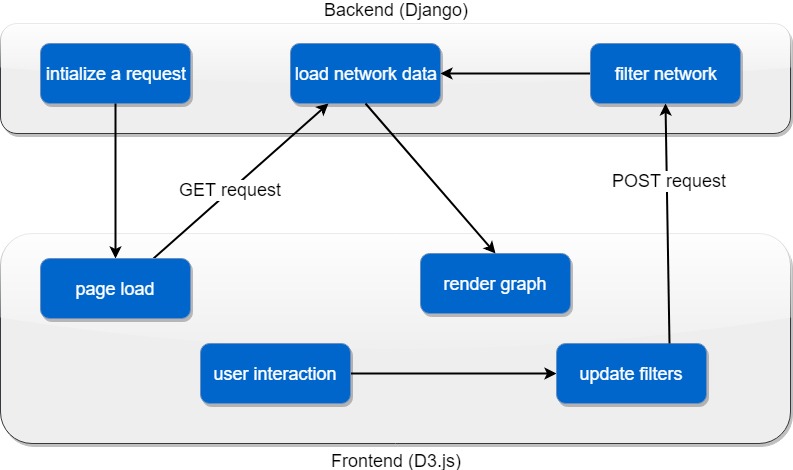 Backend (Django)
intialize a request
load network data
filter network
GET request
POST request
page load
render graph
user interaction
update filters
Frontend (D3.js)